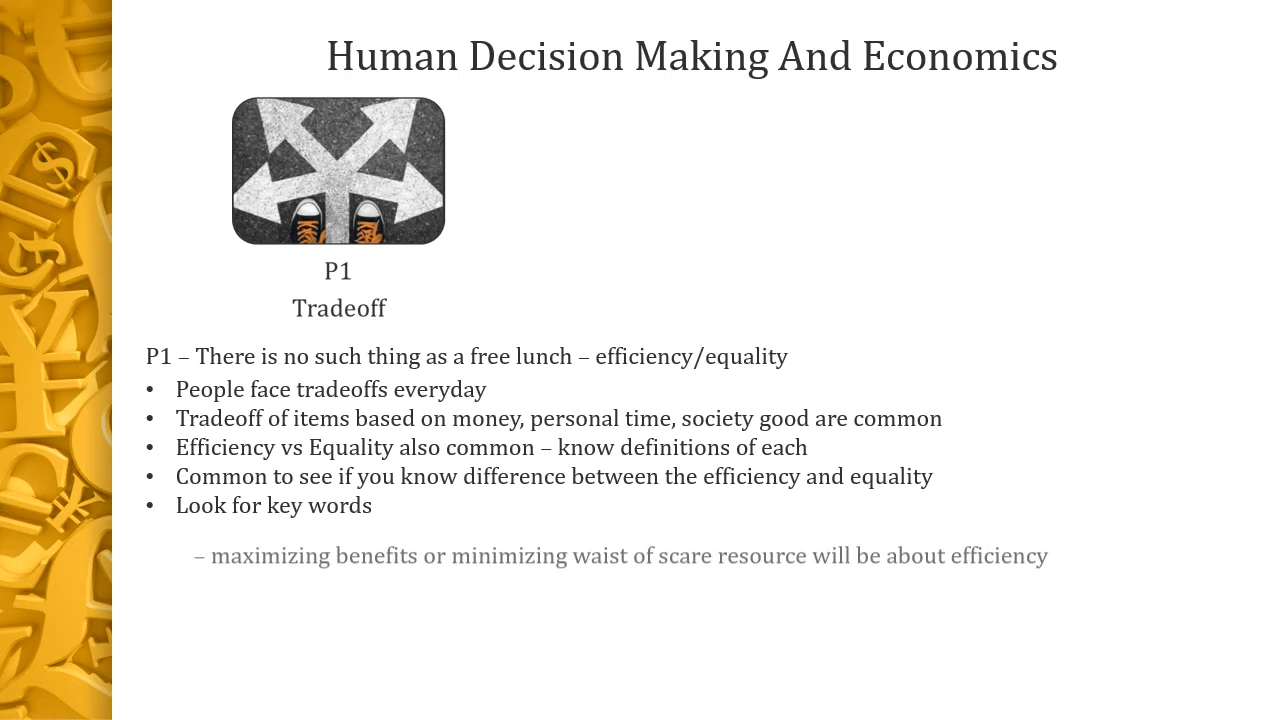 Human Decision Making And Economics
P1
Tradeoff
P1 – There is no such thing as a free lunch – efficiency/equality
• People face tradeoffs everyday
• Tradeoff of items based on money, personal time, society good are common
• Efficiency vs Equality also common – know definitions of each
• Common to see if you know difference between the efficiency and equality
• Look for key words
– maximizing benefits or minimizing waist of scare resource will be about efficiency